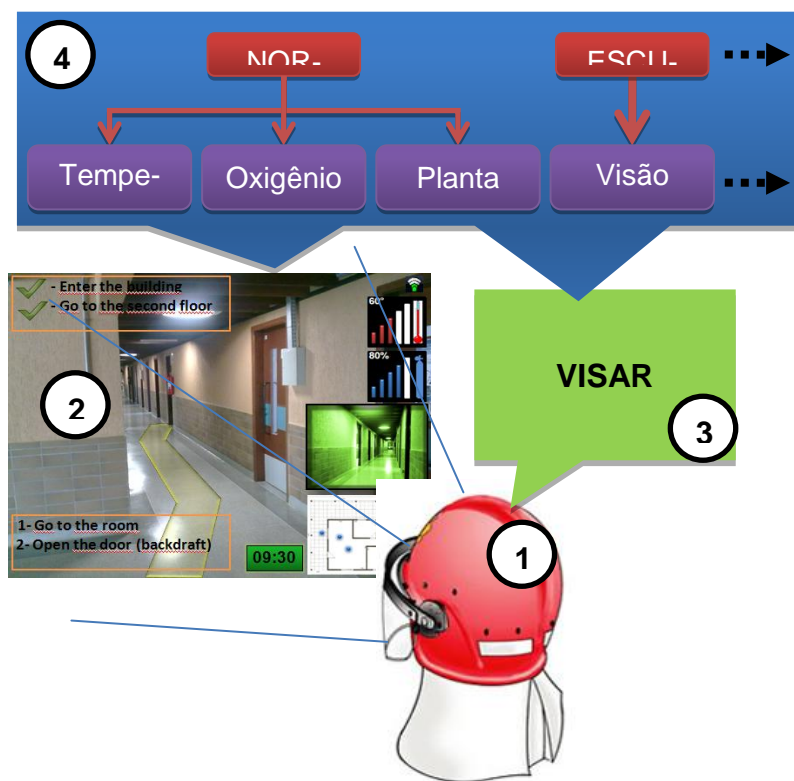 4
NOR-
ESCU-
Tempe-
Oxigênio
Planta
Visão
- Enter the building
- Go to the second floor
60°
80%
2
VISAR
3
1- Go to the room
2- Open the door (backdraft)
09:30
1